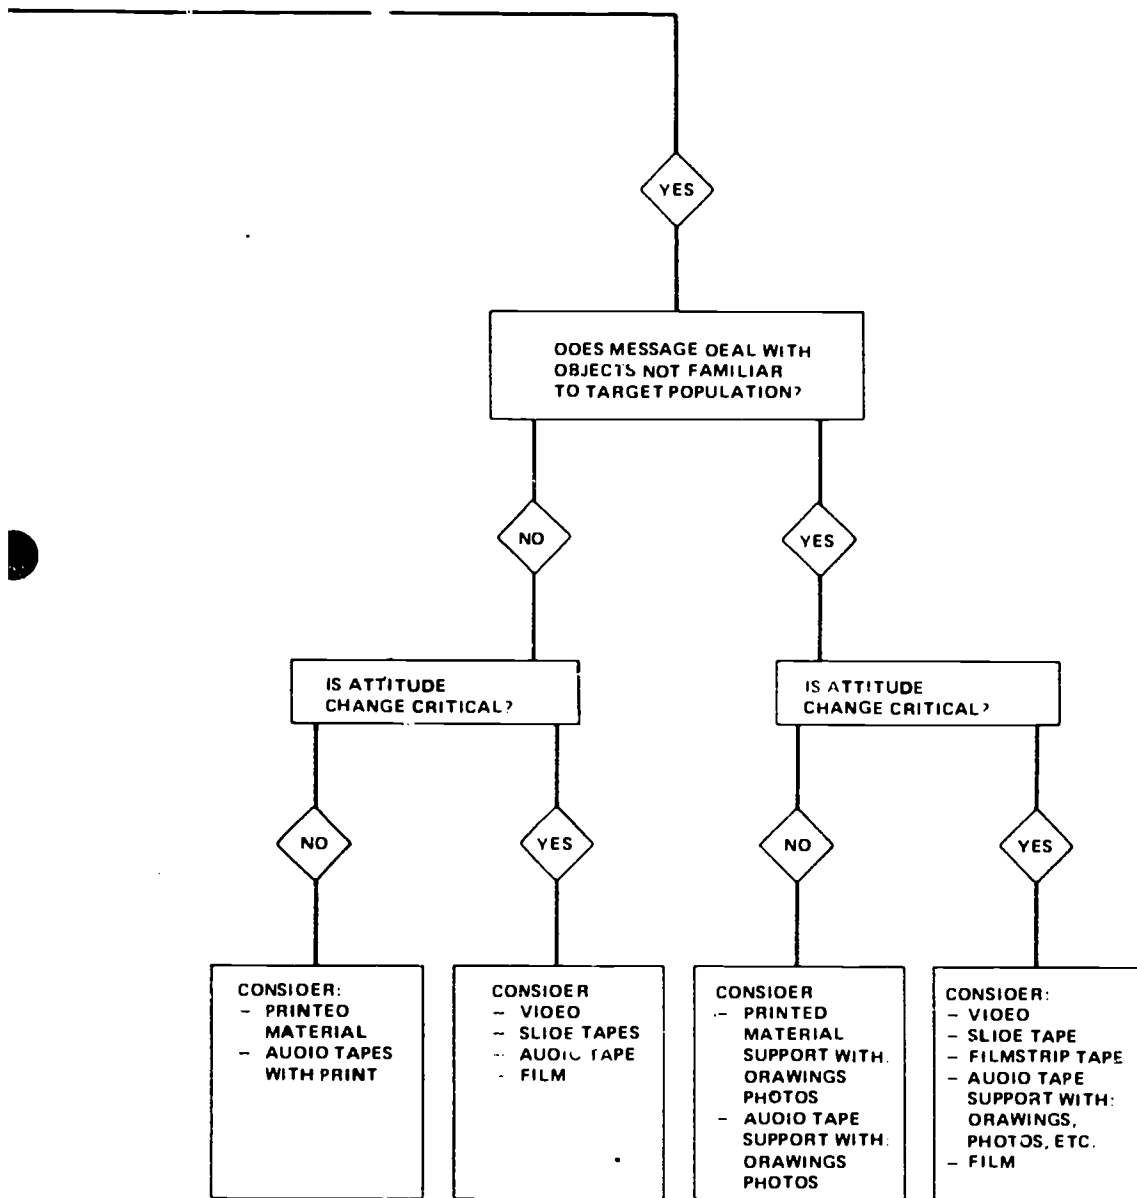 YES
DOES MESSAGE DEAL WITH
OBJECTS NOT FAMILIAR
TO TARGET POPULATION?
NO
YES
IS ATTITUDE
CHANGE CRITICAL?
IS ATTITUDE
CHANGE CRITICAL?
NO
YES
NO
YES
CONSIDER:
– PRINTED
MATERIAL
– AUDIO TAPES
WITH PRINT
CONSIDER
– VIDEO
– SLIDE TAPES
– AUDIO TAPE
- FILM
CONSIDER
– PRINTED
MATERIAL
SUPPORT WITH:
DRAWINGS
PHOTOS
– AUDIO TAPE
SUPPORT WITH:
DRAWINGS
PHOTOS
CONSIDER:
– VIDEO
– SLIDE TAPE
– FILMSTRIP TAPE
– AUDIO TAPE
SUPPORT WITH:
DRAWINGS,
PHOTOS, ETC.
– FILM